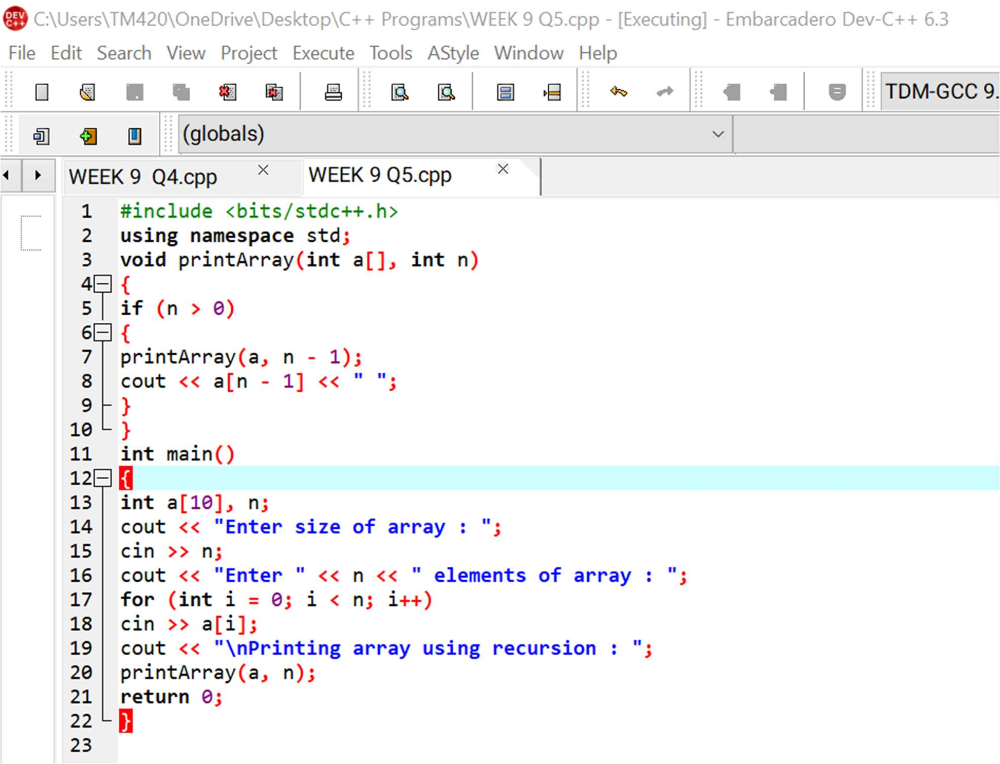 DEV C++ C:\Users\TM420\OneDrive\Desktop\C++ Programs\WEEK 9 Q5.cpp - [Executing] - Embarcadero Dev-C++ 6.3
File Edit Search View Project Execute Tools AStyle Window Help
TDM-GCC 9.
(globals)
WEEK 9  Q4.cpp WEEK 9 Q5.cpp
1 #include <bits/stdc++.h>
2 using namespace std;
3 void printArray(int a[], int n)
4 {
5 if (n > 0)
6 {
7 printArray(a, n - 1);
8 cout << a[n - 1] << " ";
9 }
10 }
11 int main()
12 {
13 int a[10], n;
14 cout << "Enter size of array : ";
15 cin >> n;
16 cout << "Enter " << n << " elements of array : ";
17 for (int i = 0; i < n; i++)
18 cin >> a[i];
19 cout << "\nPrinting array using recursion : ";
20 printArray(a, n);
21 return 0;
22 }
23